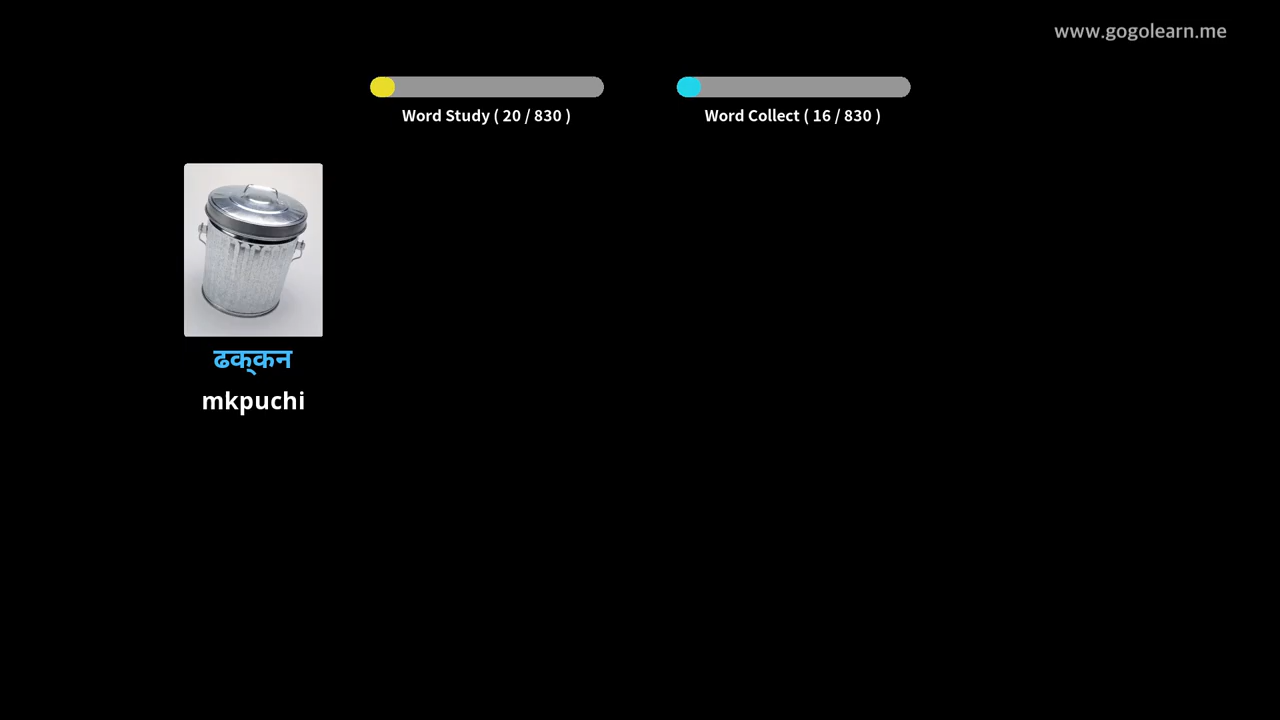 www.gogolearn.me
Word Study ( 20 / 830 )
Word Collect ( 16 / 830 )
ढक्कन
mkpuchi